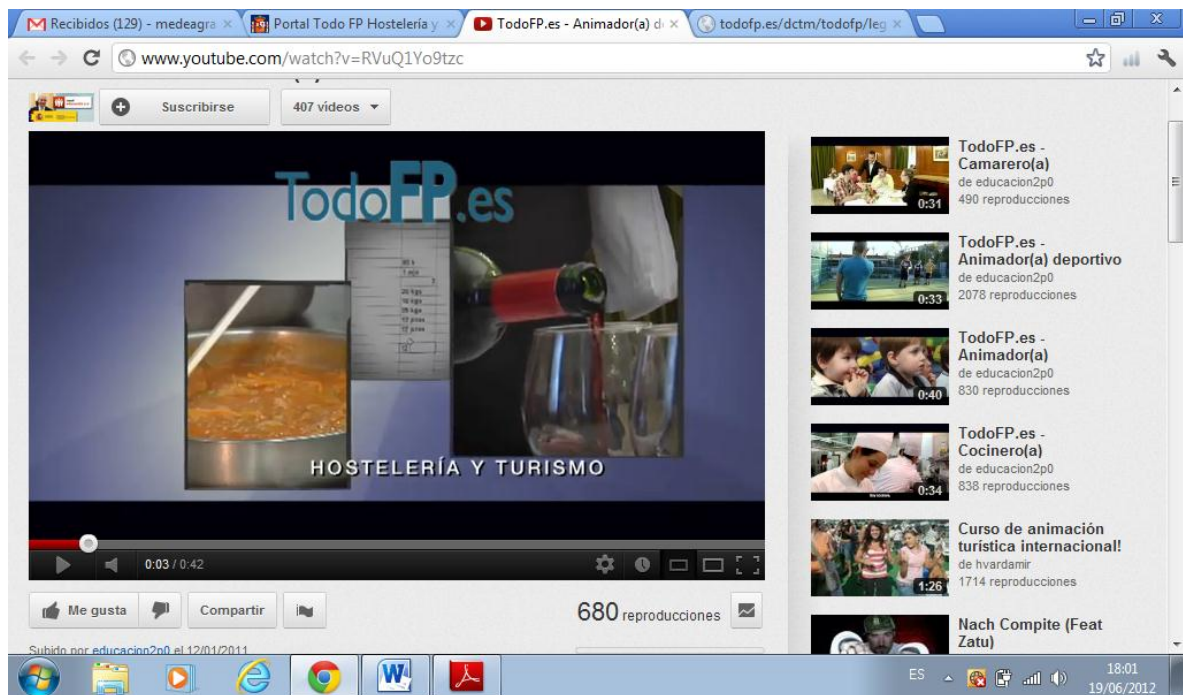 Recibidos (129) - medeagra
Portal Todo FP Hostelería y
TodoFP.es - Animador(a) d
todofp.es/dctm/todofp/leg
www.youtube.com/watch?v=RVuQ1Yo9tzc
Suscribirse
407 vídeos
TodoFP.es
HOSTELERÍA Y TURISMO
0:03 / 0:42
Me gusta
Compartir
680 reproducciones
Subido por educacion2p0 el 12/01/2011
0:31
TodoFP.es -
Camarero(a)
de educacion2p0
490 reproducciones
0:33
TodoFP.es -
Animador(a) deportivo
de educacion2p0
2078 reproducciones
0:40
TodoFP.es -
Animador(a)
de educacion2p0
830 reproducciones
0:34
TodoFP.es -
Cocinero(a)
de educacion2p0
838 reproducciones
1:26
Curso de animación
turística internacional!
de hvardamir
1714 reproducciones
Nach Compite (Feat
Zatu)
ES
18:01
19/06/2012